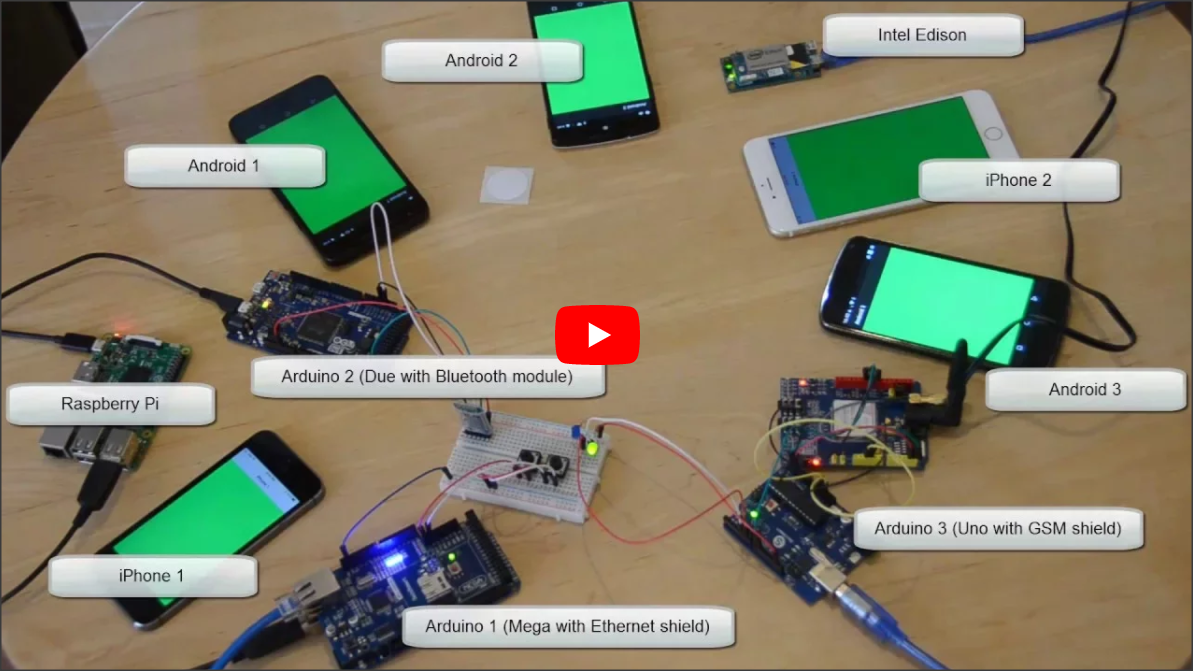 Android 2
Intel Edison
Android 1
iPhone 2
Arduino 2 (Due with Bluetooth module)
Android 3
Raspberry Pi
Arduino 3 (Uno with GSM shield)
iPhone 1
Arduino 1 (Mega with Ethernet shield)